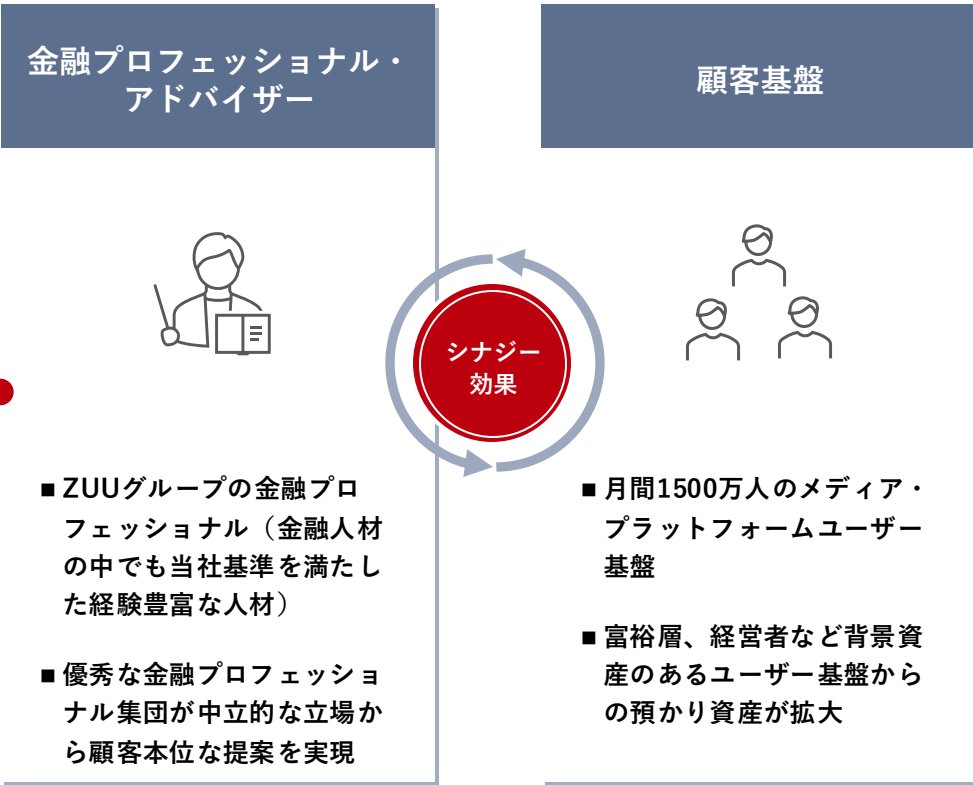 金融プロフェッショナル・
アドバイザー
顧客基盤
シナジー
効果
■ ZUUグループの金融プロ
フェッショナル（金融人材
の中でも当社基準を満たし
た経験豊富な人材）
■ 優秀な金融プロフェッショ
ナル集団が中立的な立場か
ら顧客本位な提案を実現
■ 月間1500万人のメディア・
プラットフォームユーザー
基盤
■ 富裕層、経営者など背景資
産のあるユーザー基盤から
の預かり資産が拡大